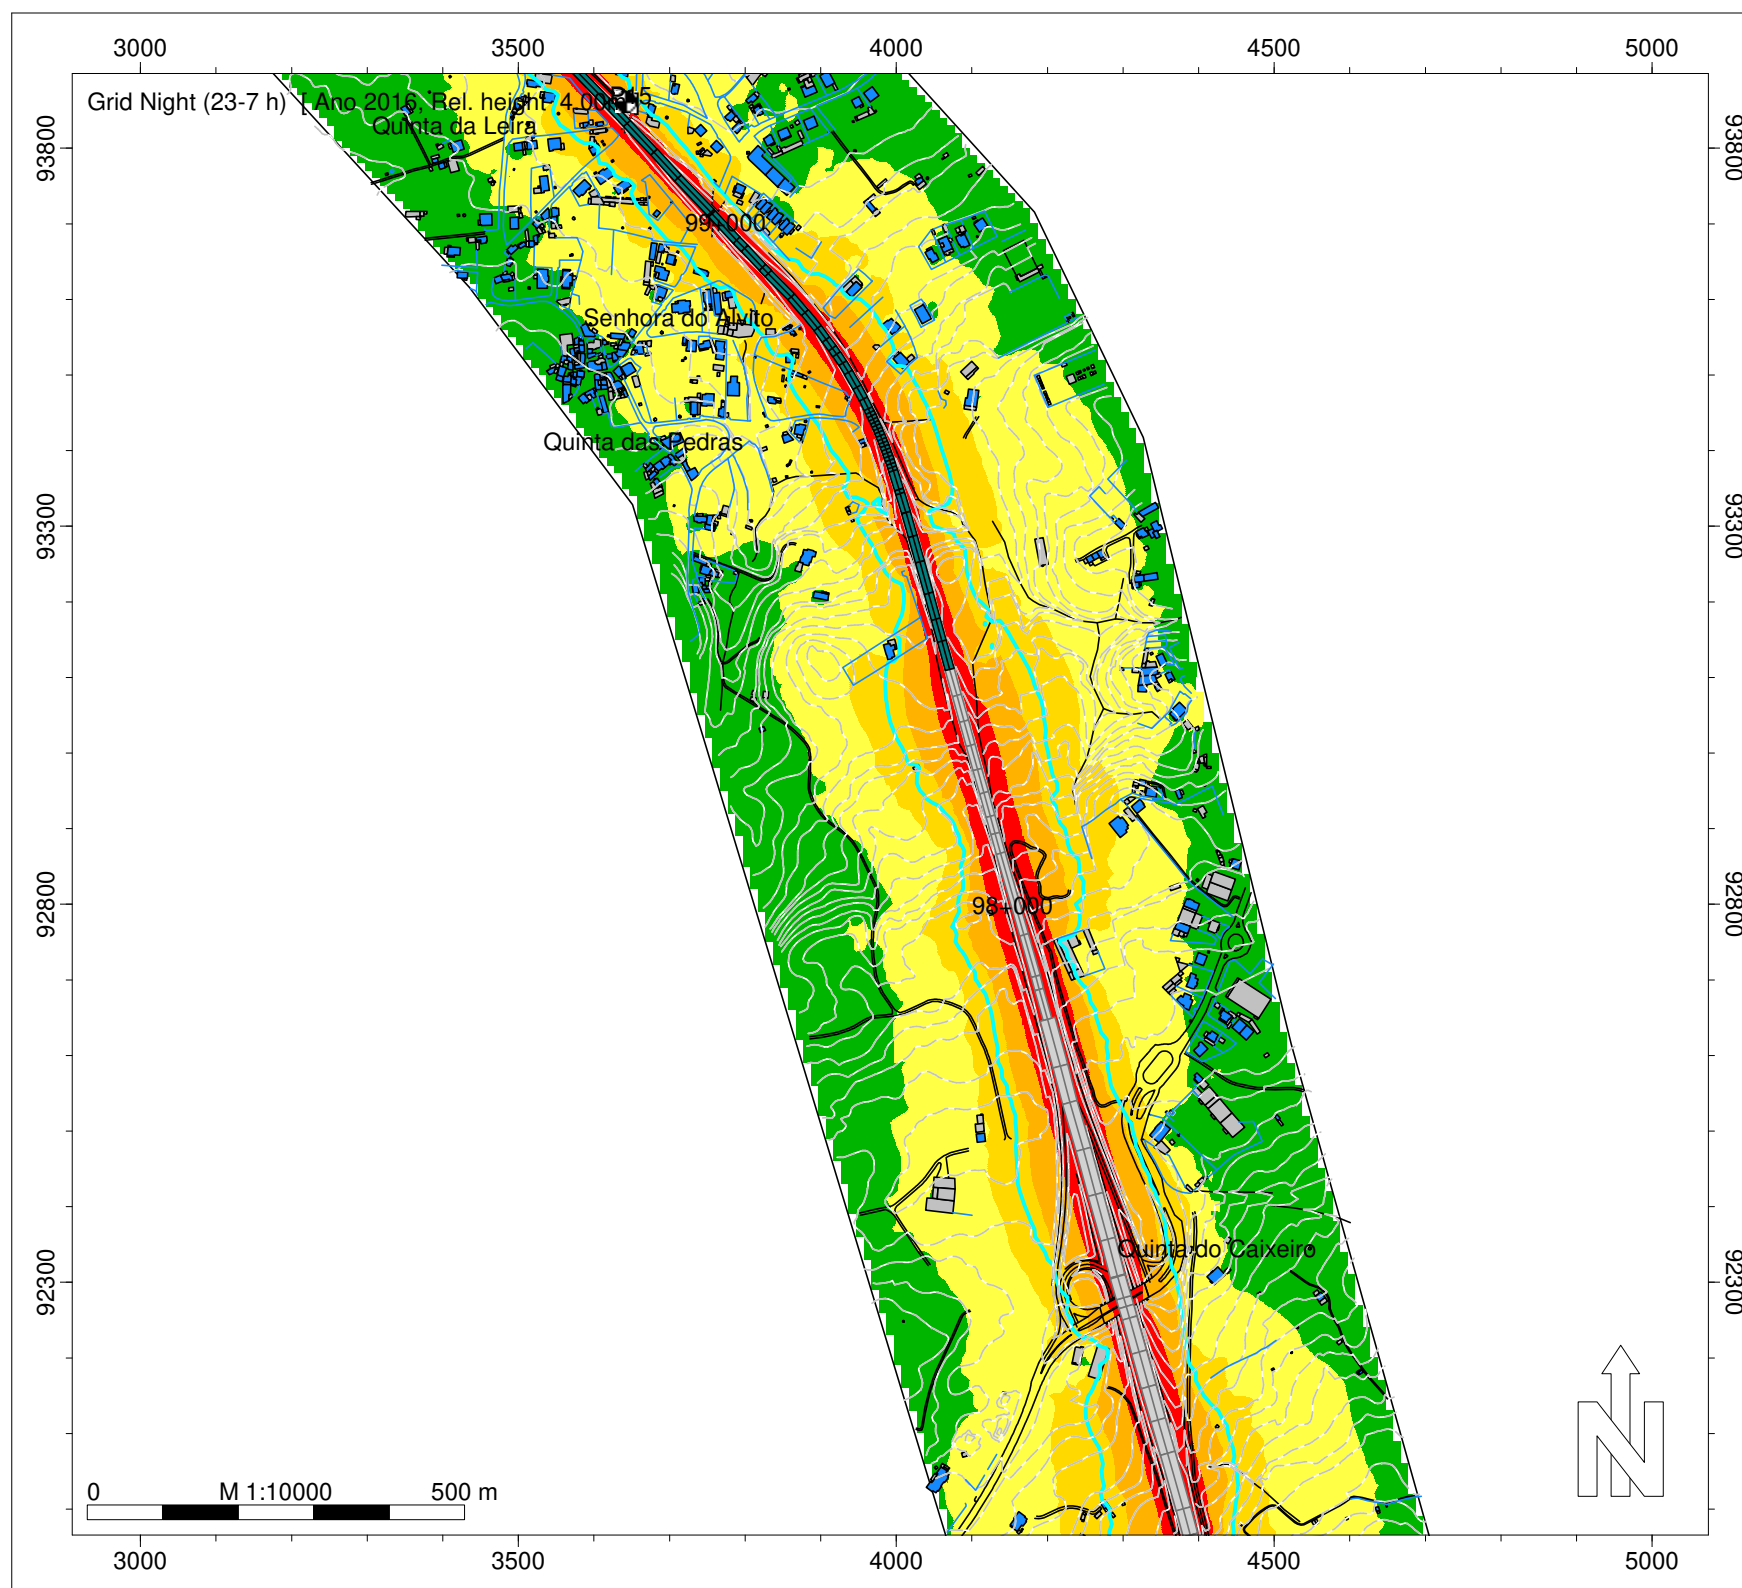 3000 3500 4000 4500 5000
Grid Night (23-7 h) [ Ano 2016, Rel. height 4.00m
Quinta da Leira
93800 93800
99+000
Senhora do Alvito
Quinta das Pedras
93300 93300
92800 92800
98+000
Quinta do Caixeiro
92300 92300
0 M 1:10000 500 m
N
3000 3500 4000 4500 5000